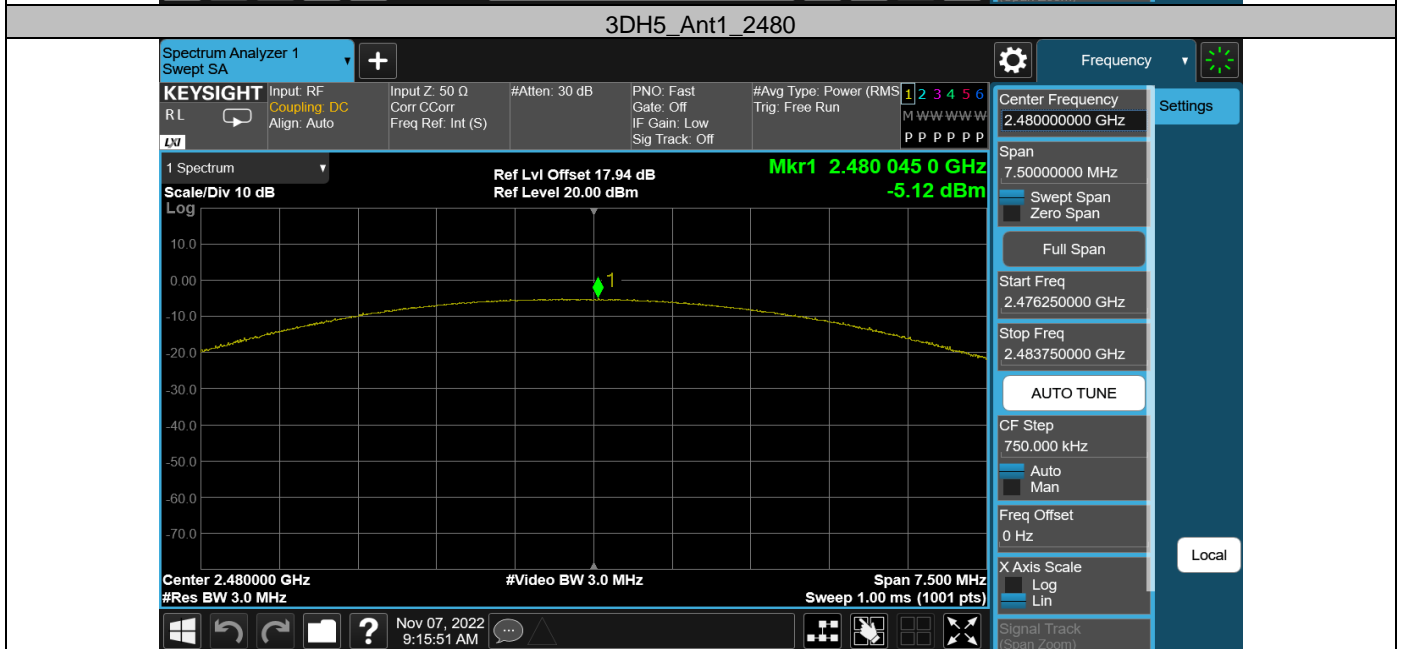 (Span Zoom)
3DH5_Ant1_2480
Spectrum Analyzer 1
Swept SA
Frequency
KEYSIGHT
RL
LXI
Input: RF
Coupling: DC
Align: Auto
Input Z: 50 Ω
Corr CCorr
Freq Ref: Int (S)
#Atten: 30 dB
PNO: Fast
Gate: Off
IF Gain: Low
Sig Track: Off
#Avg Type: Power (RMS
Trig: Free Run
1 2 3 4 5 6
M W W W W W
P P P P P P
1 Spectrum
Scale/Div 10 dB
Ref Lvl Offset 17.94 dB
Ref Level 20.00 dBm
Mkr1 2.480 045 0 GHz
-5.12 dBm
Log
10.0
0.00
-10.0
-20.0
-30.0
-40.0
-50.0
-60.0
-70.0
1
Center 2.480000 GHz
#Res BW 3.0 MHz
#Video BW 3.0 MHz
Span 7.500 MHz
Sweep 1.00 ms (1001 pts)
Center Frequency
2.480000000 GHz
Span
7.50000000 MHz
Swept Span
Zero Span
Full Span
Start Freq
2.476250000 GHz
Stop Freq
2.483750000 GHz
AUTO TUNE
CF Step
750.000 kHz
Auto
Man
Freq Offset
0 Hz
X Axis Scale
Log
Lin
Signal Track
(Span Zoom)
Settings
Local
?
Nov 07, 2022
9:15:51 AM